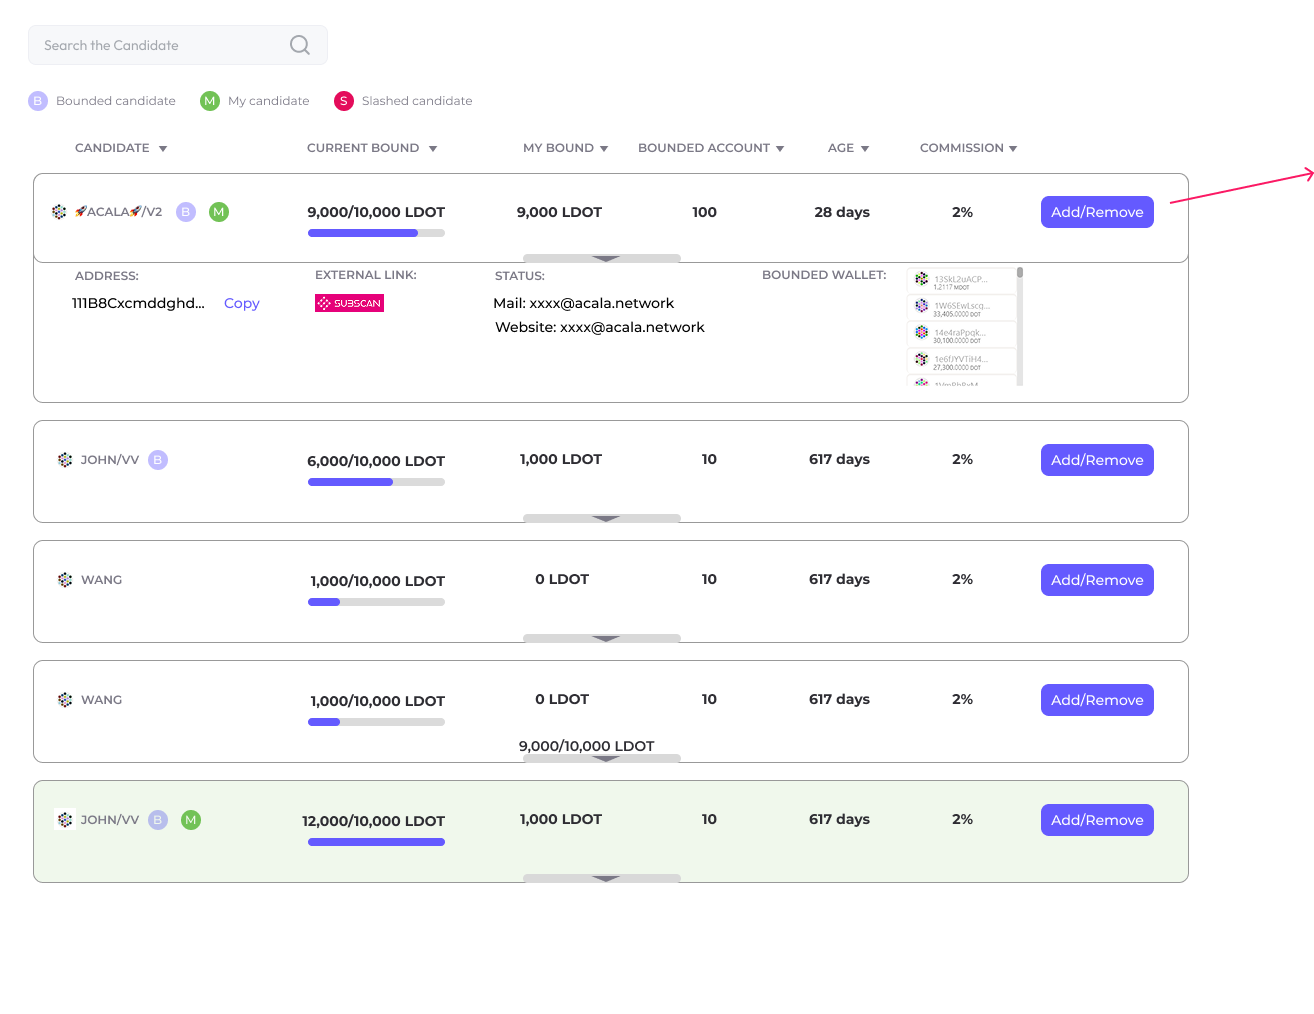 Search the Candidate
B Bounded candidate M My candidate S Slashed candidate
CANDIDATE CURRENT BOUND MY BOUND BOUNDED ACCOUNT AGE COMMISSION
🚀ACALA🚀/V2 B M 9,000/10,000 LDOT 9,000 LDOT 100 28 days 2% Add/Remove
ADDRESS: EXTERNAL LINK: STATUS: BOUNDED WALLET:
111B8Cxcmddghd... Copy SUBSCAN Mail: xxxx@acala.network
Website: xxxx@acala.network
13SkL2uACP...
1.2117 MDOT
1W6SEwLscq...
33,405.0000 DOT
14e4raPpqk...
30,100.0000 DOT
1e6fJYVTiH4...
27,300.0000 DOT
JOHN/VV B 6,000/10,000 LDOT 1,000 LDOT 10 617 days 2% Add/Remove
WANG 1,000/10,000 LDOT 0 LDOT 10 617 days 2% Add/Remove
WANG 1,000/10,000 LDOT 0 LDOT 10 617 days 2% Add/Remove
9,000/10,000 LDOT
JOHN/VV B M 12,000/10,000 LDOT 1,000 LDOT 10 617 days 2% Add/Remove